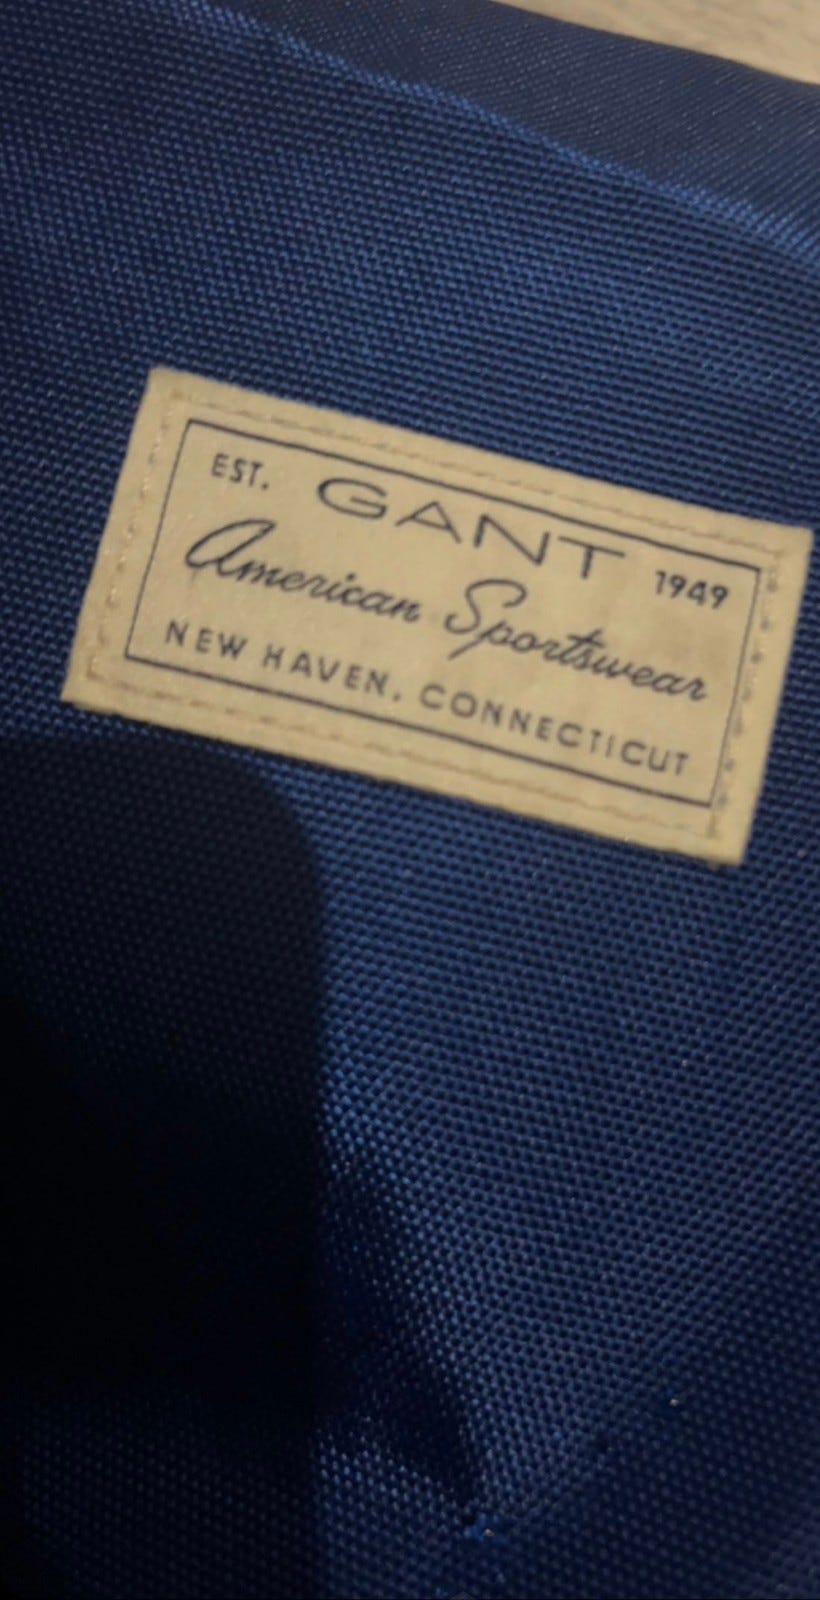 EST. GANT 1949
American Sportswear
NEW HAVEN, CONNECTICUT